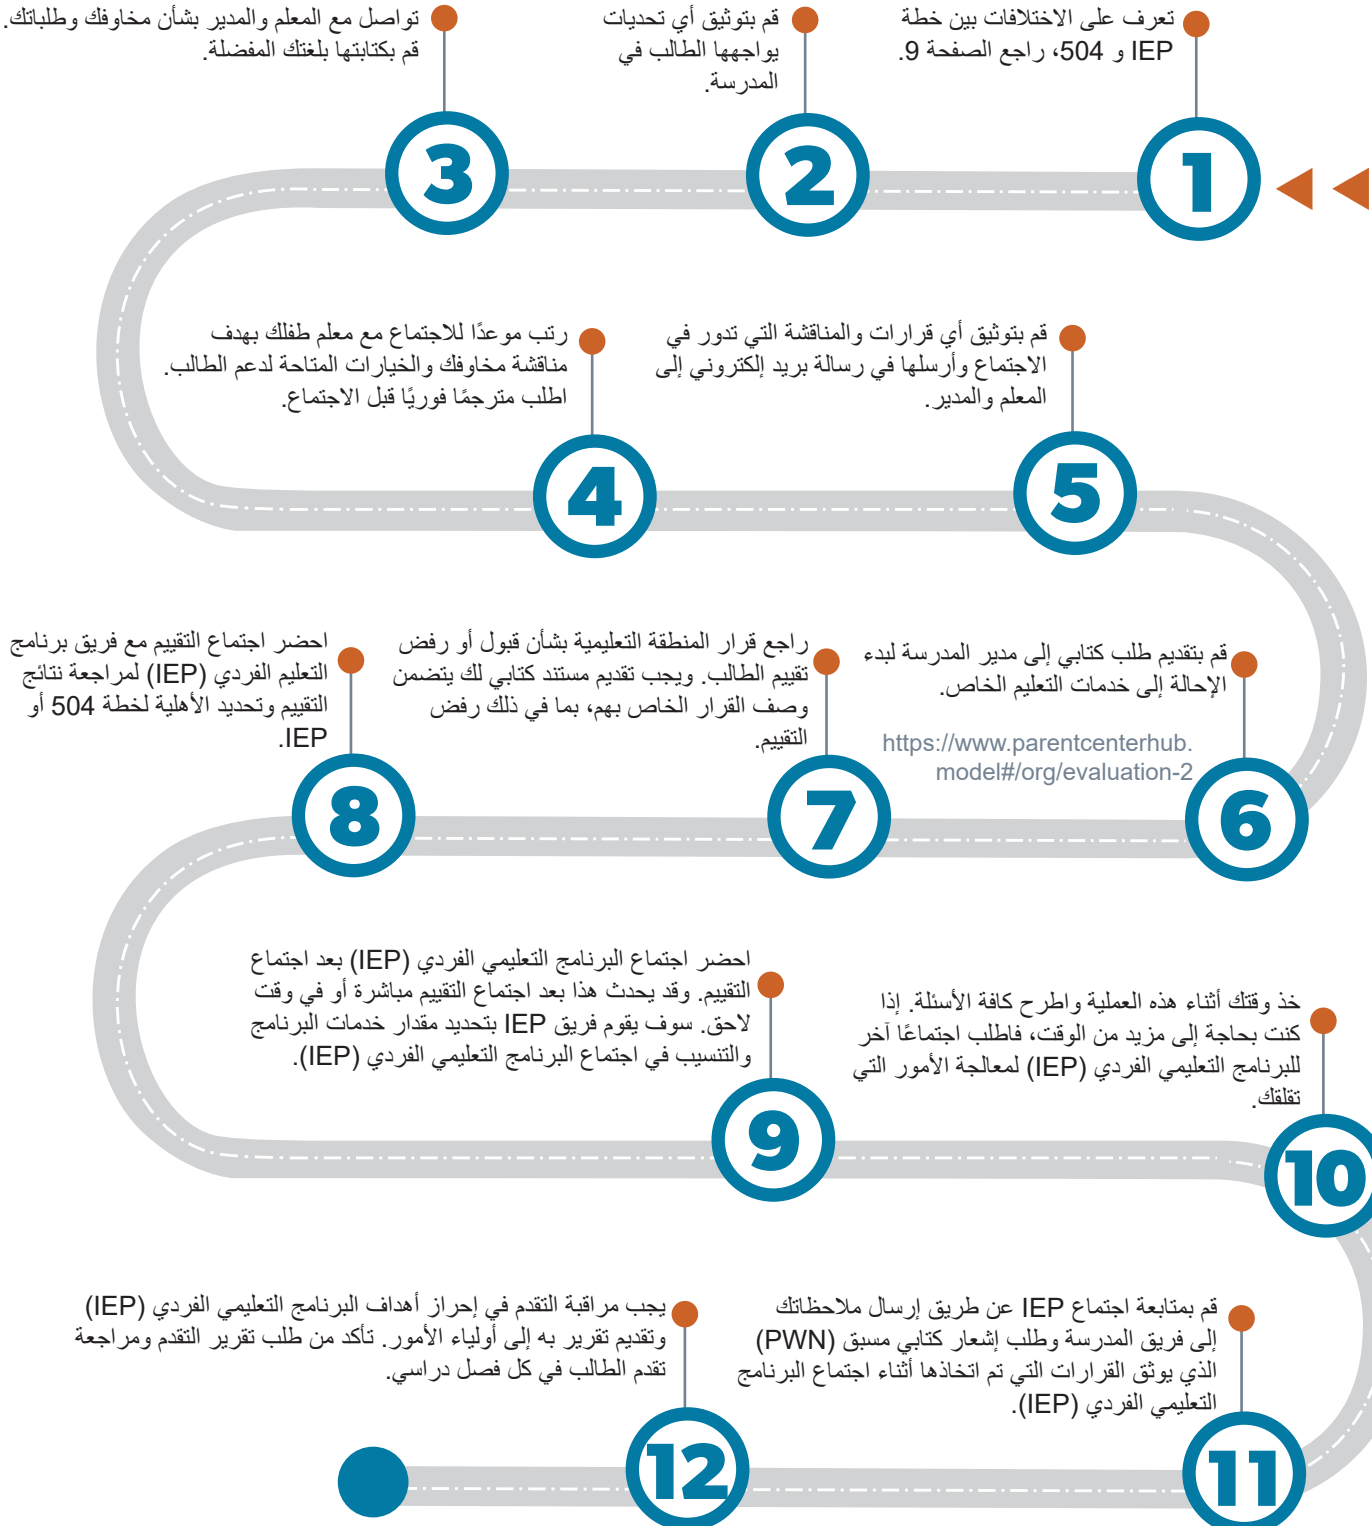 تعرف على الاختلافات بين خطة
IEP و 504، راجع الصفحة 9.
1
قم بتوثيق أي تحديات
يواجهها الطالب في
المدرسة.
2
تواصل مع المعلم والمدير بشأن مخاوفك وطلباتك.
قم بكتابتها بلغتك المفضلة.
3
رتب موعدًا للاجتماع مع معلم طفلك بهدف
مناقشة مخاوفك والخيارات المتاحة لدعم الطالب.
اطلب مترجمًا فوريًا قبل الاجتماع.
4
قم بتوثيق أي قرارات والمناقشة التي تدور في
الاجتماع وأرسلها في رسالة بريد إلكتروني إلى
المعلم والمدير.
5
قم بتقديم طلب كتابي إلى مدير المدرسة لبدء
الإحالة إلى خدمات التعليم الخاص.
https://www.parentcenterhub.
model#/org/evaluation-2
6
راجع قرار المنطقة التعليمية بشأن قبول أو رفض
تقييم الطالب. ويجب تقديم مستند كتابي لك يتضمن
وصف القرار الخاص بهم، بما في ذلك رفض
التقييم.
7
احضر اجتماع التقييم مع فريق برنامج
التعليم الفردي (IEP) لمراجعة نتائج
التقييم وتحديد الأهلية لخطة 504 أو
IEP.
8
احضر اجتماع البرنامج التعليمي الفردي (IEP) بعد اجتماع
التقييم. وقد يحدث هذا بعد اجتماع التقييم مباشرة أو في وقت
لاحق. سوف يقوم فريق IEP بتحديد مقدار خدمات البرنامج
والتنسيب في اجتماع البرنامج التعليمي الفردي (IEP).
9
خذ وقتك أثناء هذه العملية واطرح كافة الأسئلة. إذا
كنت بحاجة إلى مزيد من الوقت، فاطلب اجتماعًا آخر
للبرنامج التعليمي الفردي (IEP) لمعالجة الأمور التي
تقلقك.
10
قم بمتابعة اجتماع IEP عن طريق إرسال ملاحظاتك
إلى فريق المدرسة وطلب إشعار كتابي مسبق (PWN)
الذي يوثق القرارات التي تم اتخاذها أثناء اجتماع البرنامج
التعليمي الفردي (IEP).
11
يجب مراقبة التقدم في إحراز أهداف البرنامج التعليمي الفردي (IEP)
وتقديم تقرير به إلى أولياء الأمور. تأكد من طلب تقرير التقدم ومراجعة
تقدم الطالب في كل فصل دراسي.
12